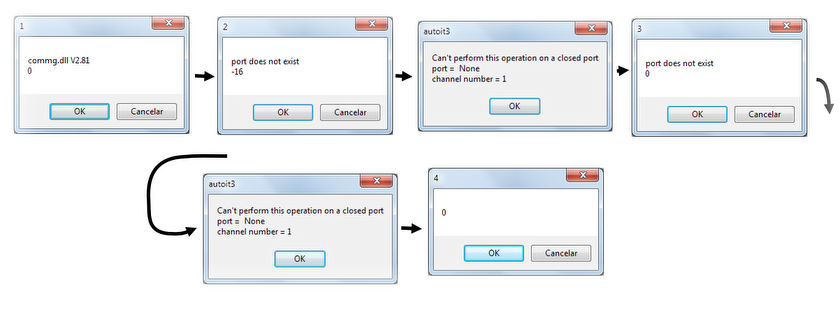 1
commg.dll V2.81
0
OK
Cancelar
2
port does not exist
-16
OK
Cancelar
autoit3
Can't perform this operation on a closed port
port = None
channel number = 1
OK
3
port does not exist
0
OK
Cancelar
autoit3
Can't perform this operation on a closed port
port = None
channel number = 1
OK
4
0
OK
Cancelar